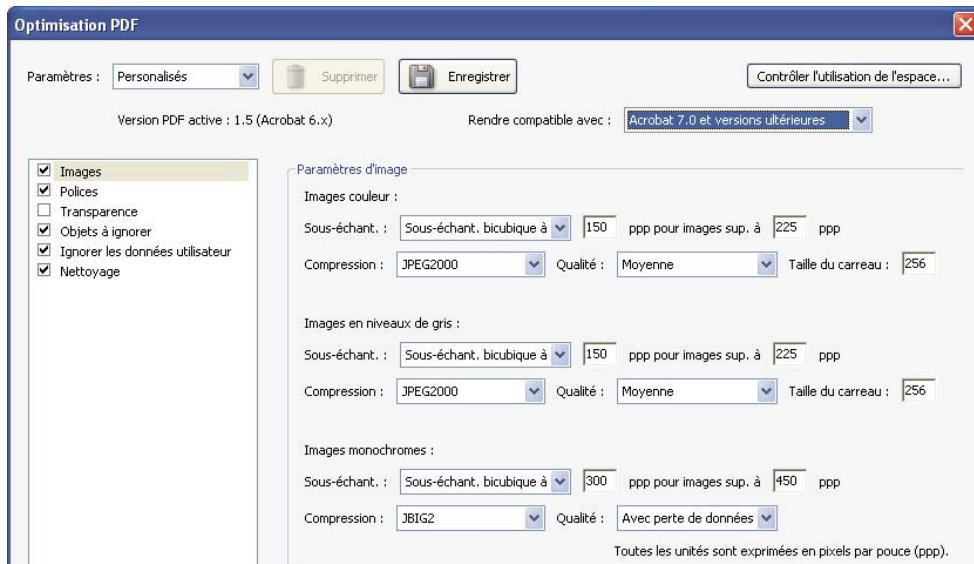 Optimisation PDF
Paramètres : Personalisés Supprimer Enregistrer Contrôler l'utilisation de l'espace...
Version PDF active : 1.5 (Acrobat 6.x) Rendre compatible avec : Acrobat 7.0 et versions ultérieures
Images
Polices
Transparence
Objets à ignorer
Ignorer les données utilisateur
Nettoyage
Paramètres d'image
Images couleur :
Sous-échant. : Sous-échant. bicubique à 150 ppp pour images sup. à 225 ppp
Compression : JPEG2000 Qualité : Moyenne Taille du carreau : 256
Images en niveaux de gris :
Sous-échant. : Sous-échant. bicubique à 150 ppp pour images sup. à 225 ppp
Compression : JPEG2000 Qualité : Moyenne Taille du carreau : 256
Images monochromes :
Sous-échant. : Sous-échant. bicubique à 300 ppp pour images sup. à 450 ppp
Compression : JBIG2 Qualité : Avec perte de données
Toutes les unités sont exprimées en pixels par pouce (ppp).